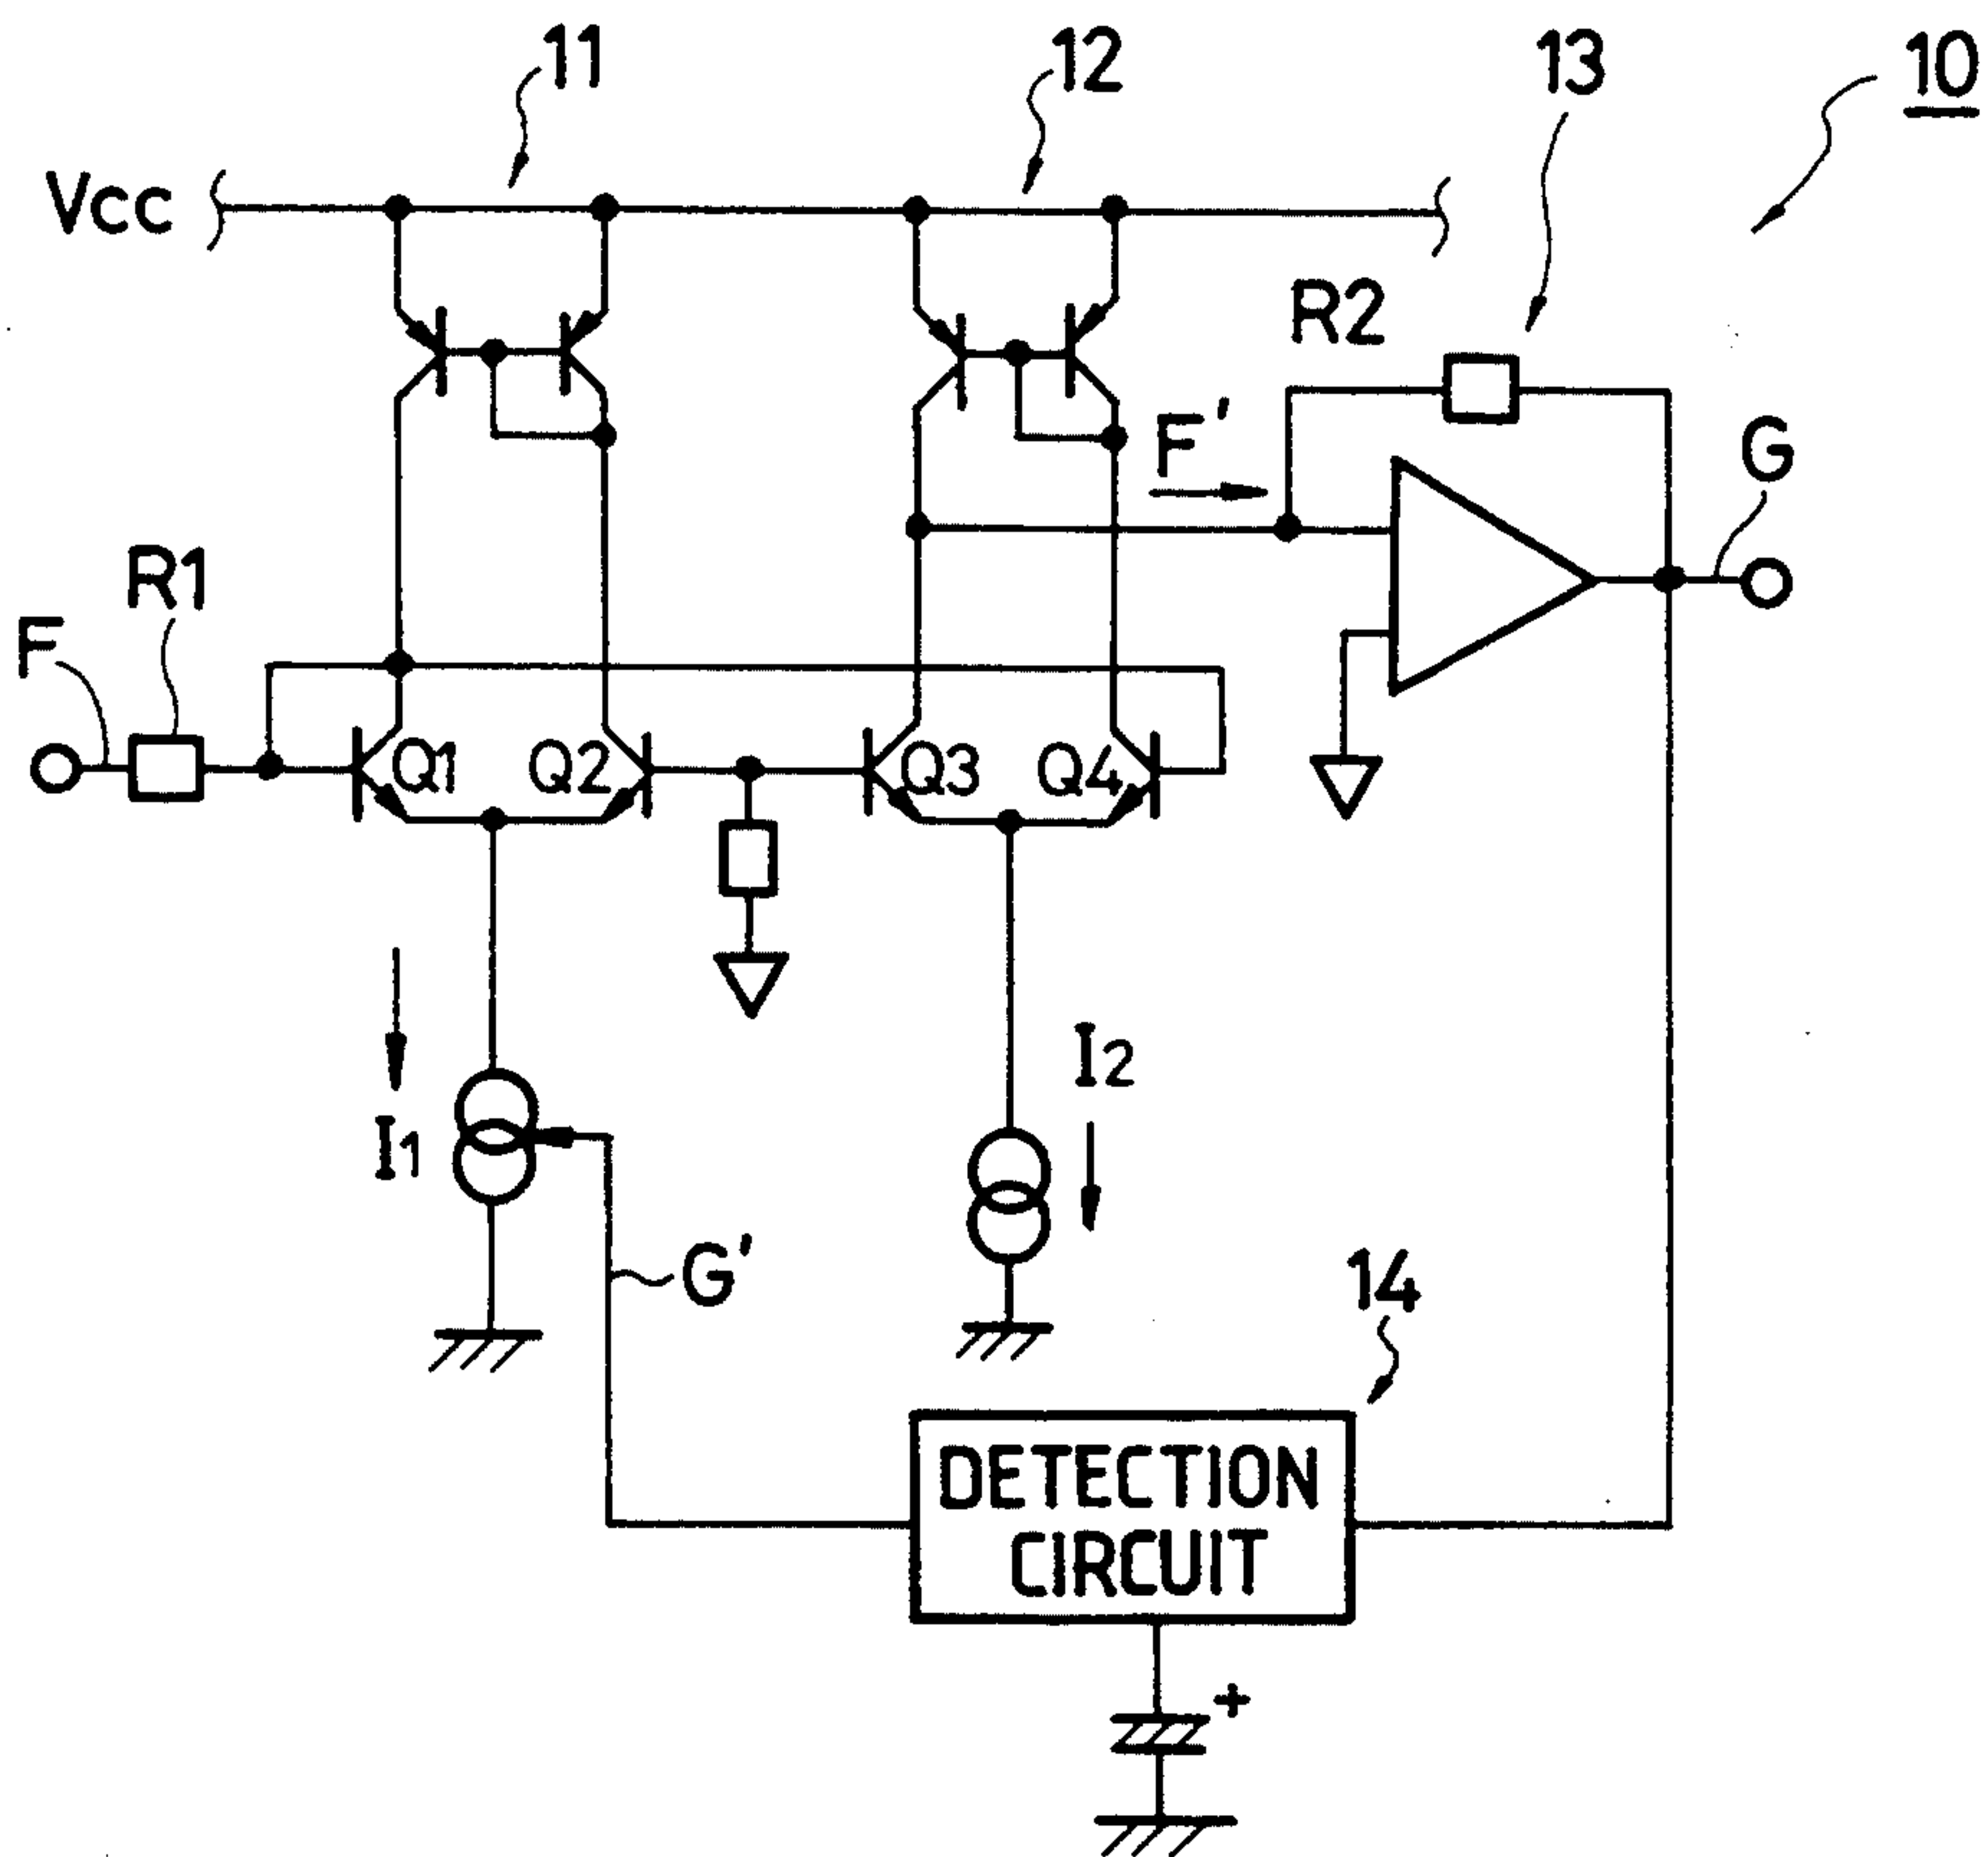 11
12
13
10
Vcc
R2
F'
G
R1
F
Q1
Q2
Q3
Q4
I2
I1
G'
14
DETECTION
CIRCUIT
+